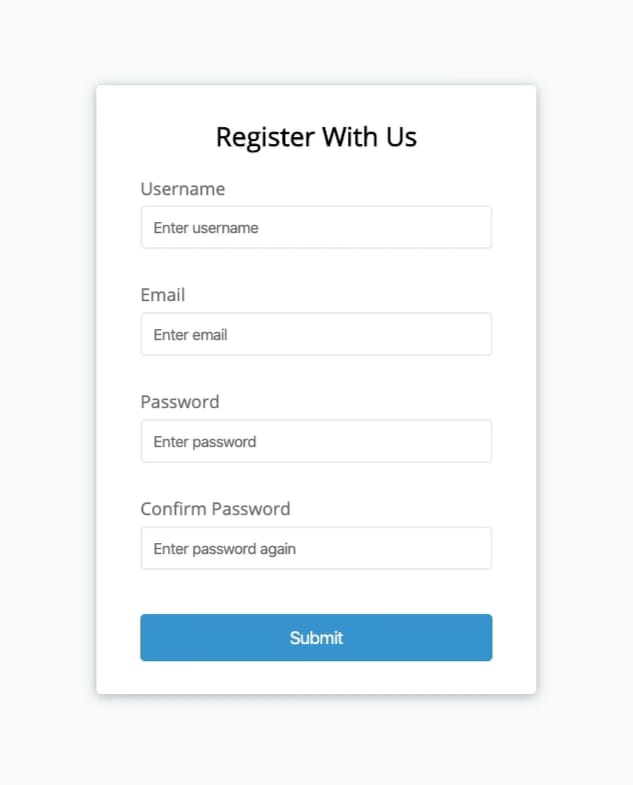 Register With Us
Username
Enter username
Email
Enter email
Password
Enter password
Confirm Password
Enter password again
Submit